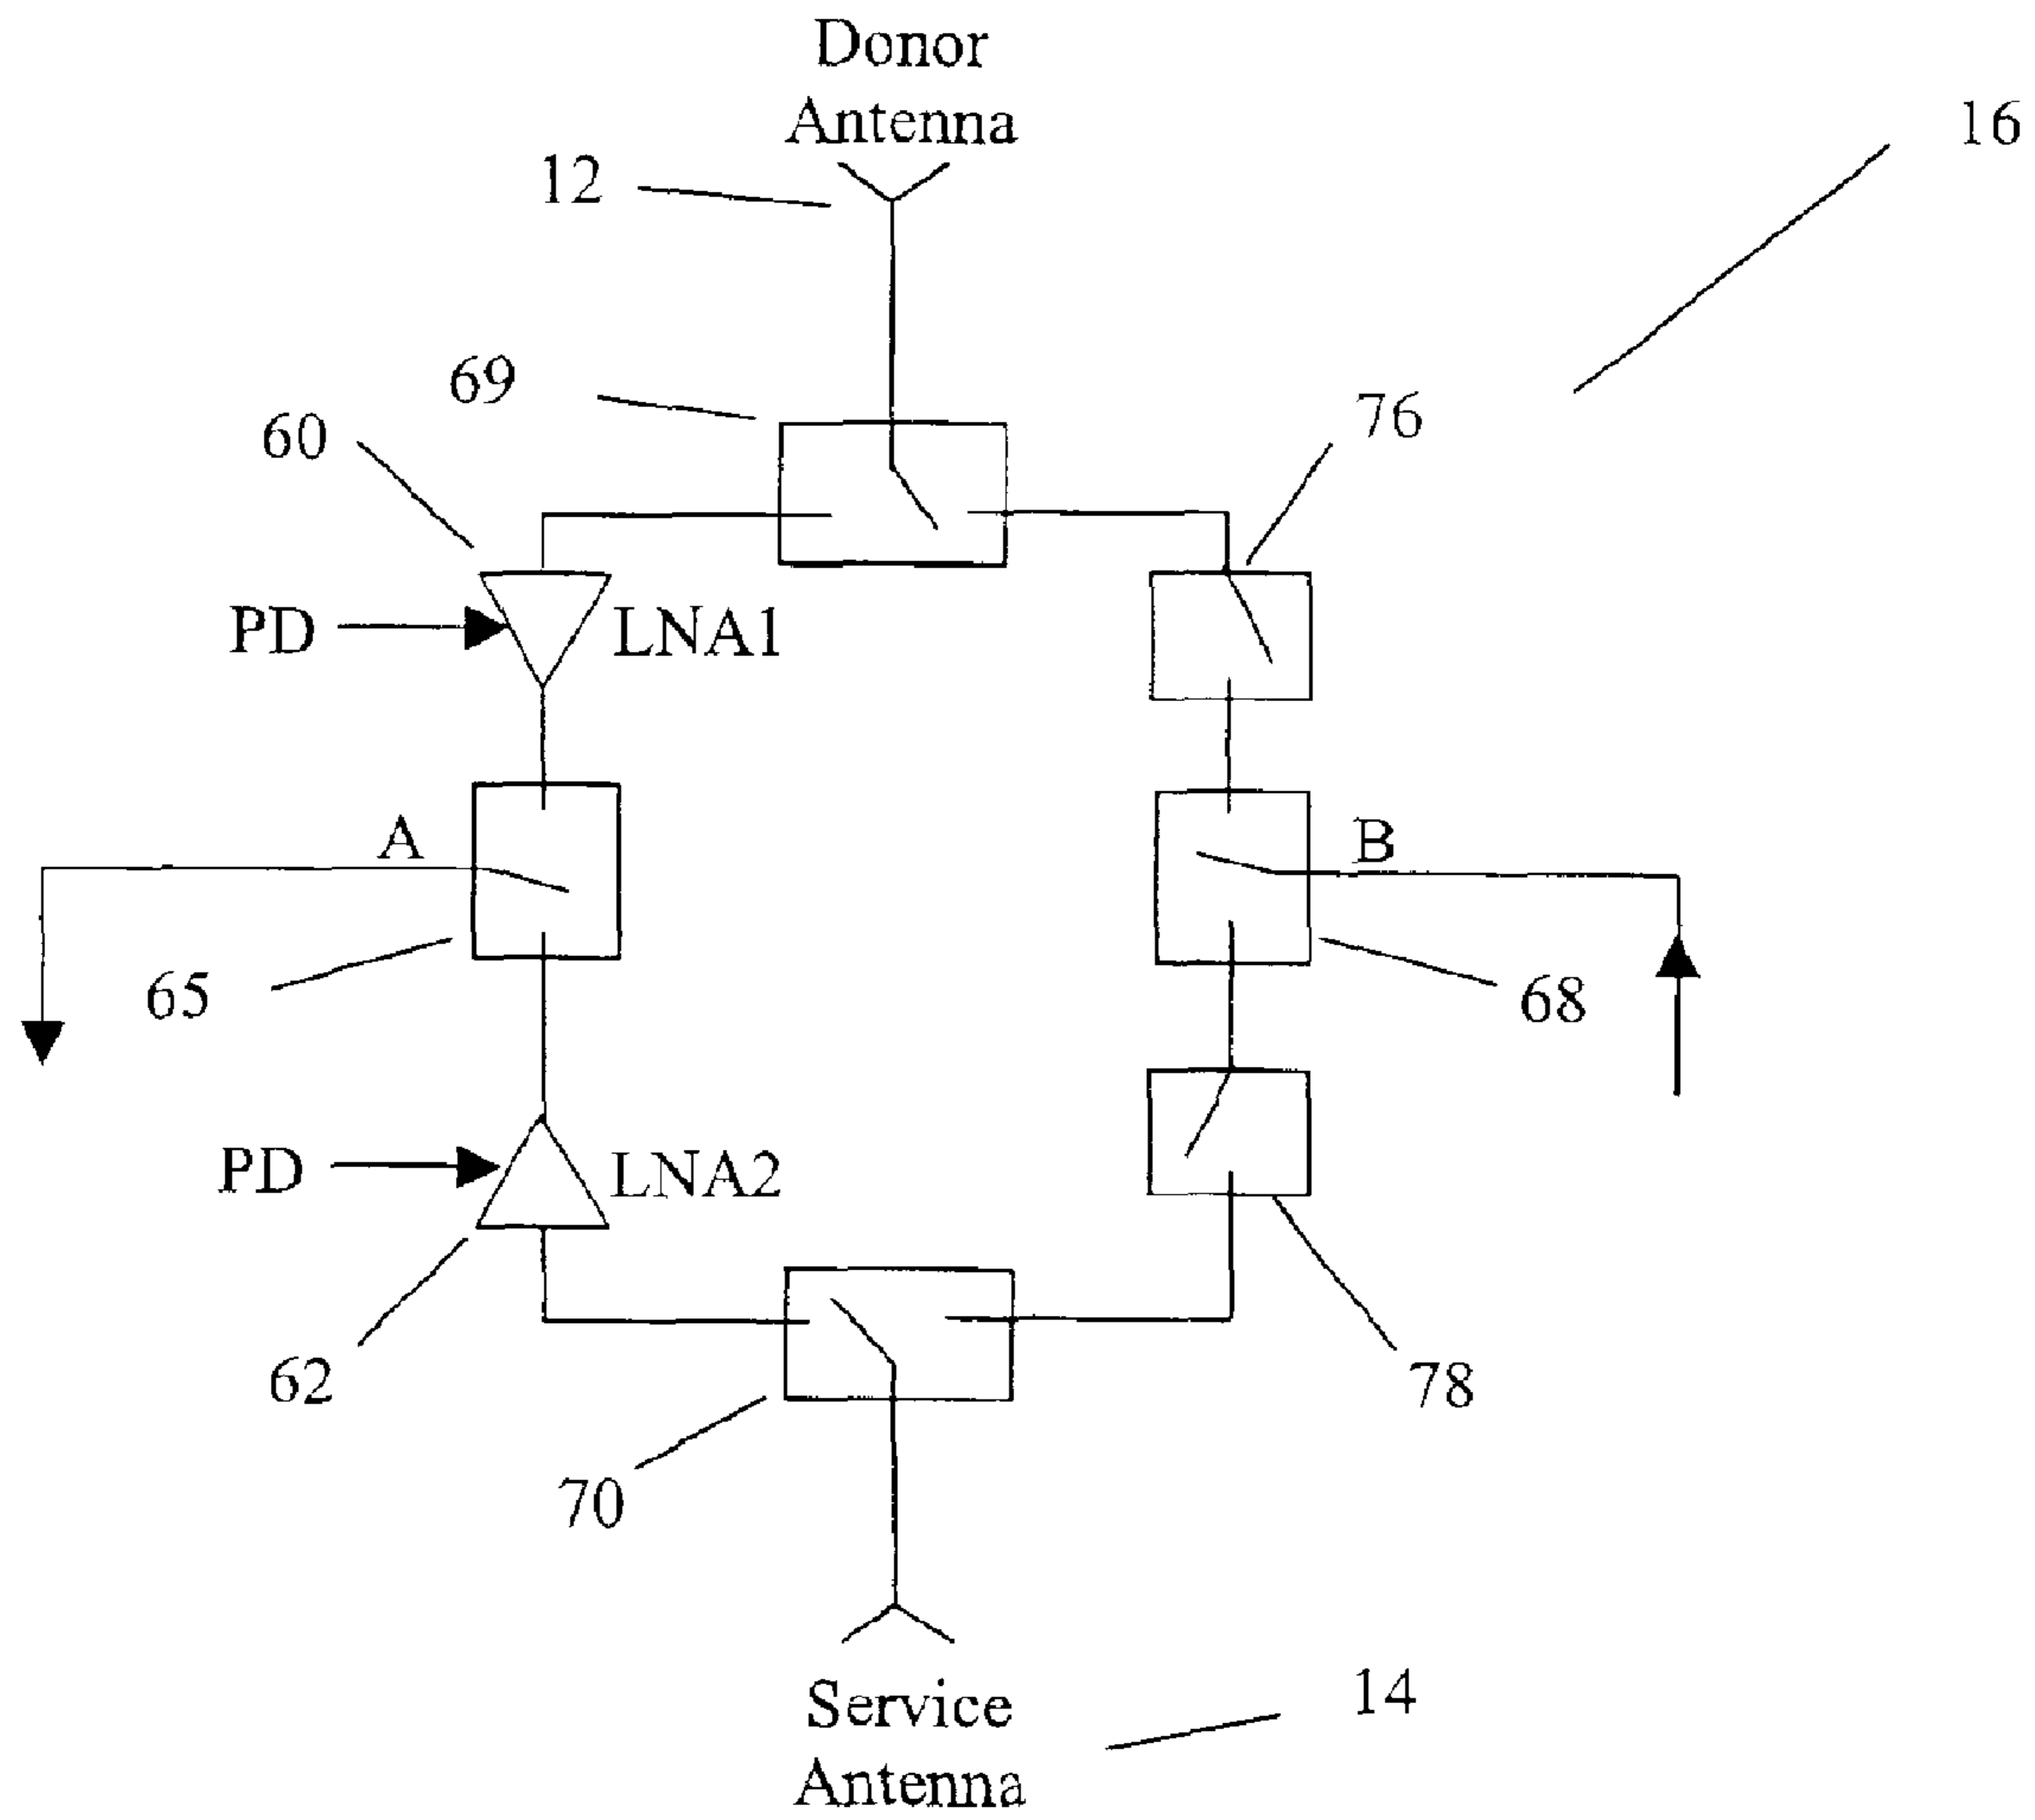 Donor
Antenna
16
12
69
76
60
PD
LNA1
A
B
65
68
PD
LNA2
62
78
70
14
Service
Antenna